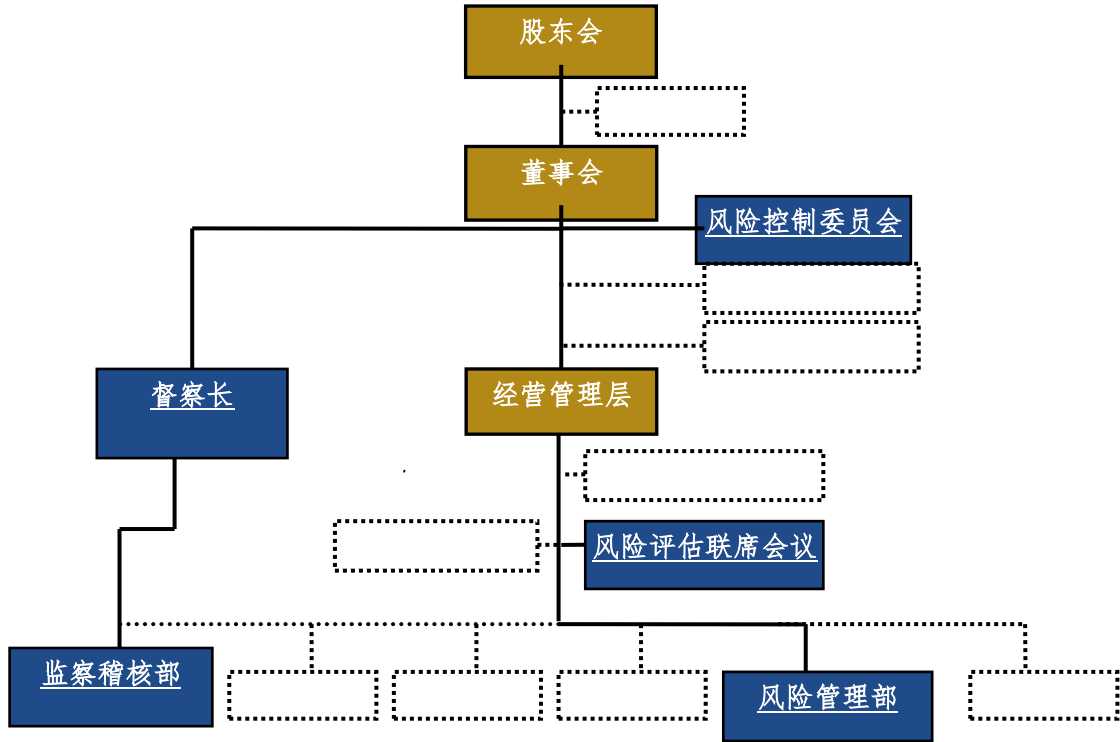 股东会
董事会
风险控制委员会
督察长
经营管理层
风险评估联席会议
监察稽核部
风险管理部